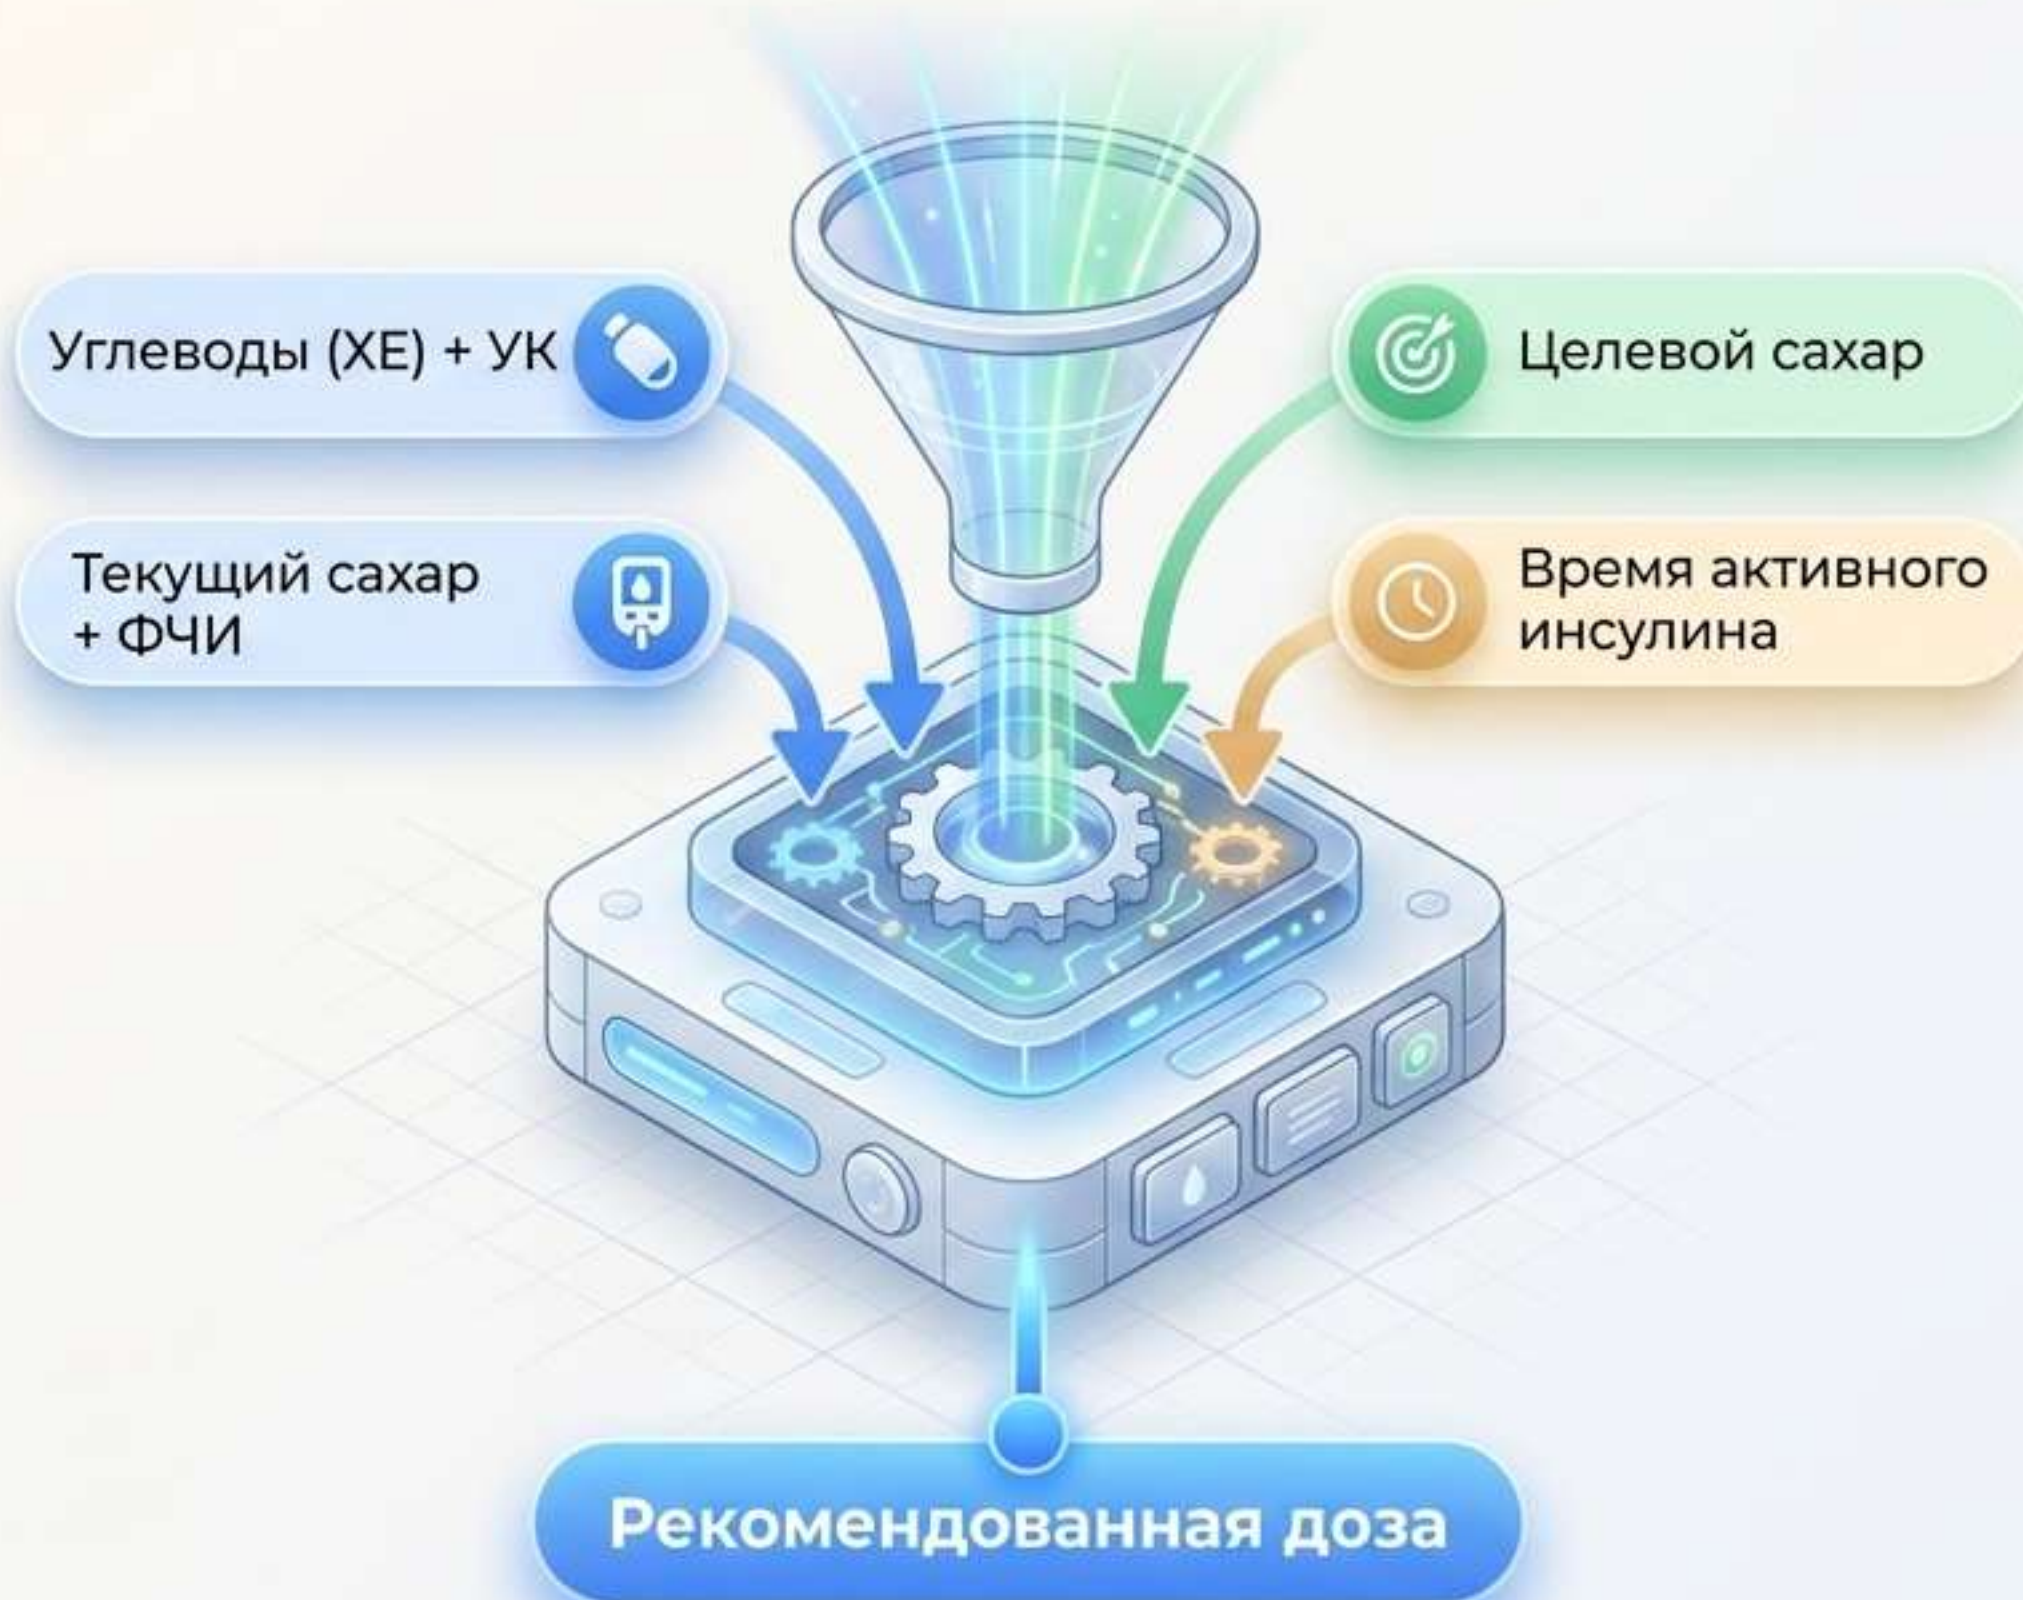 Углеводы (ХЕ) + УК
Текущий сахар
+ ФЧИ
Целевой сахар
Время активного
инсулина
Рекомендованная доза